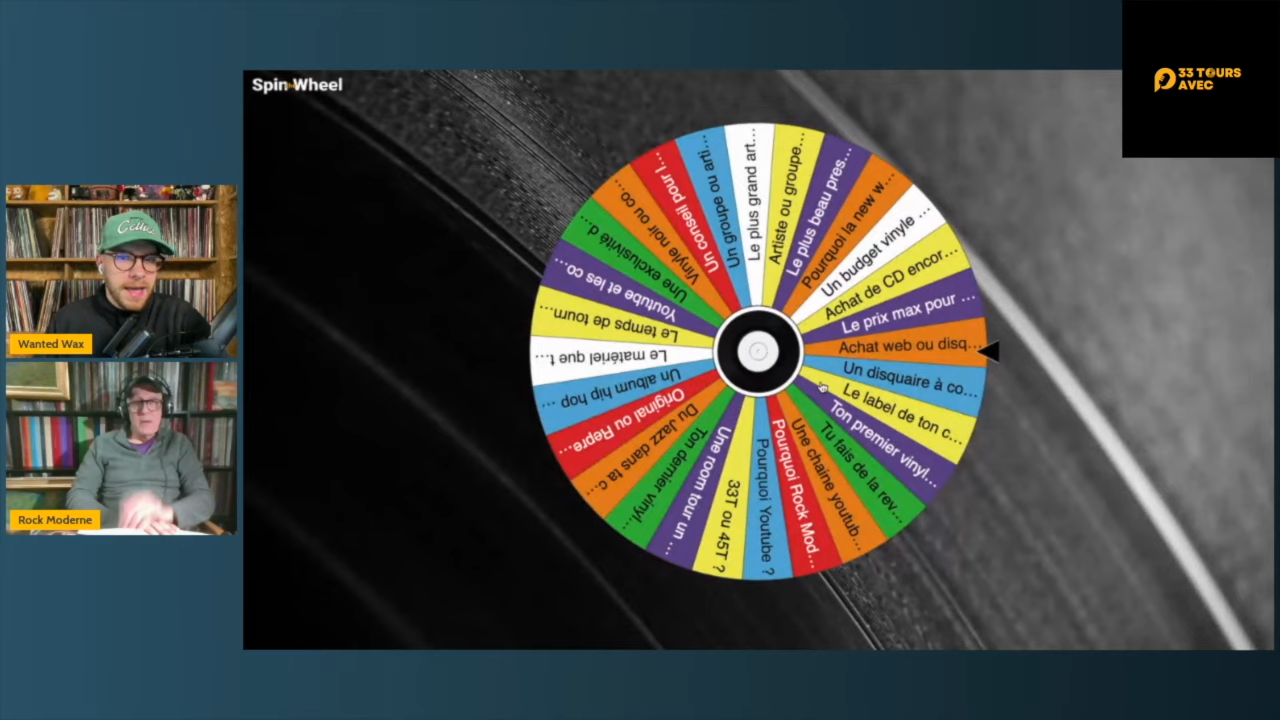 Spin the Wheel
33 TOURS
AVEC
Céline
Wanted Wax
Rock Moderne
Le plus grand art...
Artiste ou groupe...
Le plus beau pres...
Pourquoi la new w...
Un budget vinyle ...
Achat de CD encor...
Le prix max pour ...
Achat web ou disq...
Un disquaire à co...
Le label de ton c...
Ton premier vinyl...
Tu fais de la rev...
Une chaine youtub...
Pourquoi Rock Mod...
Pourquoi Youtube ?
33T ou 45T ?
Une room tour un ...
Ton dernier vinyl...
Du Jazz dans ta c...
Original ou Repre...
Un album hip hop ...
Le matériel que t...
Le temps de tourn...
Youtube et les co...
Une exclusivité d...
Vinyle noir ou co...
Un conseil pour l...
Un groupe ou arti...